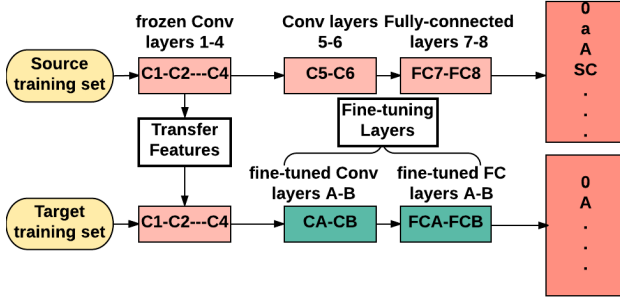 frozen Conv
layers 1-4
Conv layers
5-6
Fully-connected
layers 7-8
Source
training set
C1-C2---C4
C5-C6
FC7-FC8
0
a
A
SC
.
.
.
Transfer
Features
Fine-tuning
Layers
fine-tuned Conv
layers A-B
fine-tuned FC
layers A-B
Target
training set
C1-C2---C4
CA-CB
FCA-FCB
0
A
.
.
.